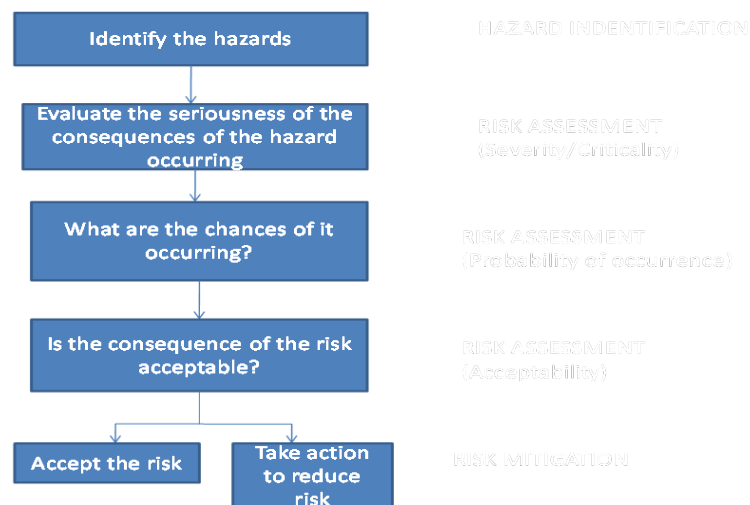 Identify the hazards
HAZARD INDENTIFICATION
Evaluate the seriousness of the
consequences of the hazard
occurring
RISK ASSESSMENT
(Severity/Criticality)
What are the chances of it
occurring?
RISK ASSESSMENT
(Probability of occurrence)
Is the consequence of the risk
acceptable?
RISK ASSESSMENT
(Acceptability)
Accept the risk
Take action
to reduce
risk
RISK MITIGATION